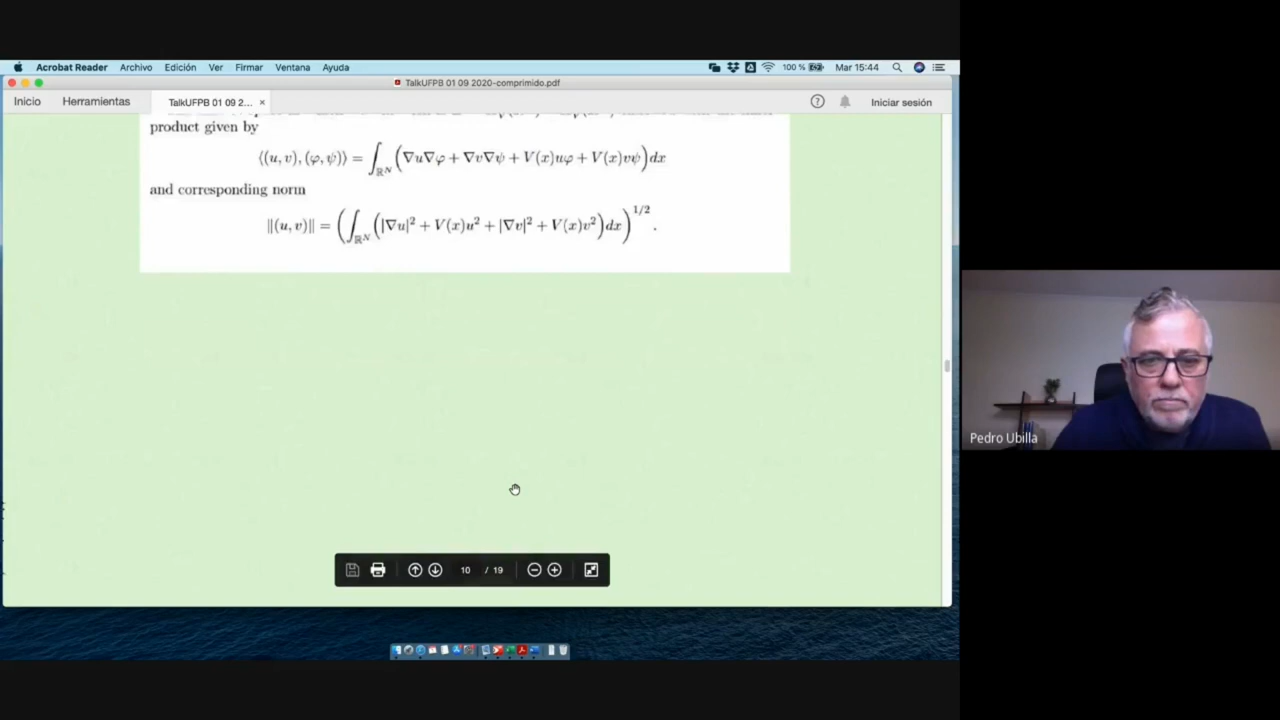 Acrobat Reader Archivo Edición Ver Firmar Ventana Ayuda 100 % Mar 15:44
TalkUFPB 01 09 2020-comprimido.pdf
Inicio Herramientas TalkUFPB 01 09 2... × ? Iniciar sesión
product given by
⟨(u, v), (φ, ψ)⟩ = ∫_{ℝ^N} (∇u∇φ + ∇v∇ψ + V(x)uφ + V(x)vψ)dx
and corresponding norm
‖(u, v)‖ = (∫_{ℝ^N} (|∇u|² + V(x)u² + |∇v|² + V(x)v²)dx)^{1/2}.
Pedro Ubilla
10 / 19